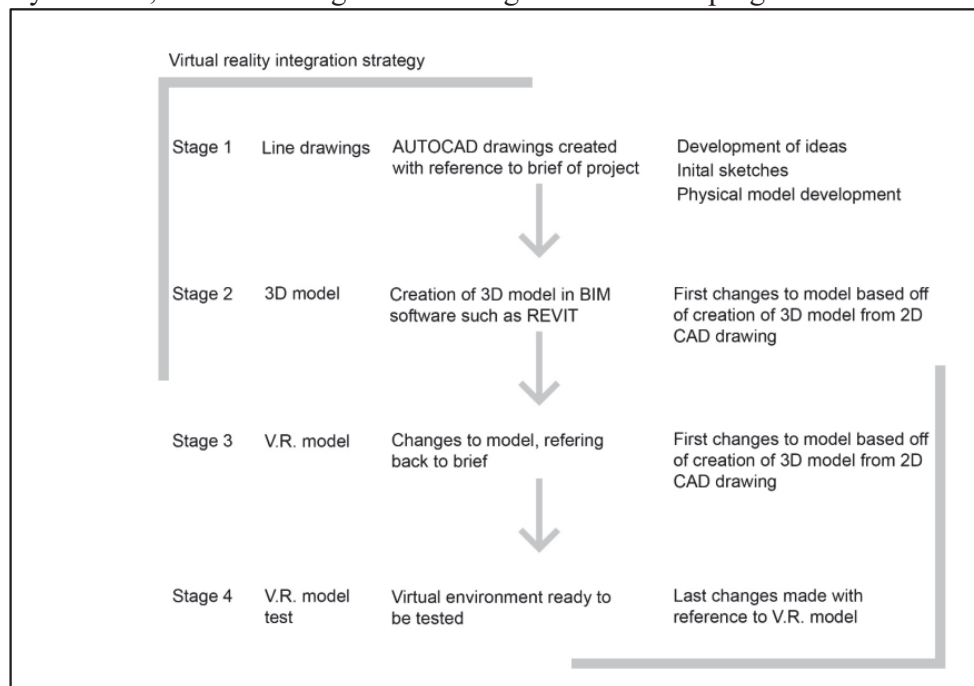 Virtual reality integration strategy
Stage 1
Line drawings
AUTOCAD drawings created
with reference to brief of project
Development of ideas
Inital sketches
Physical model development
Stage 2
3D model
Creation of 3D model in BIM
software such as REVIT
First changes to model based off
of creation of 3D model from 2D
CAD drawing
Stage 3
V.R. model
Changes to model, refering
back to brief
First changes to model based off
of creation of 3D model from 2D
CAD drawing
Stage 4
V.R. model
test
Virtual environment ready to
be tested
Last changes made with
reference to V.R. model